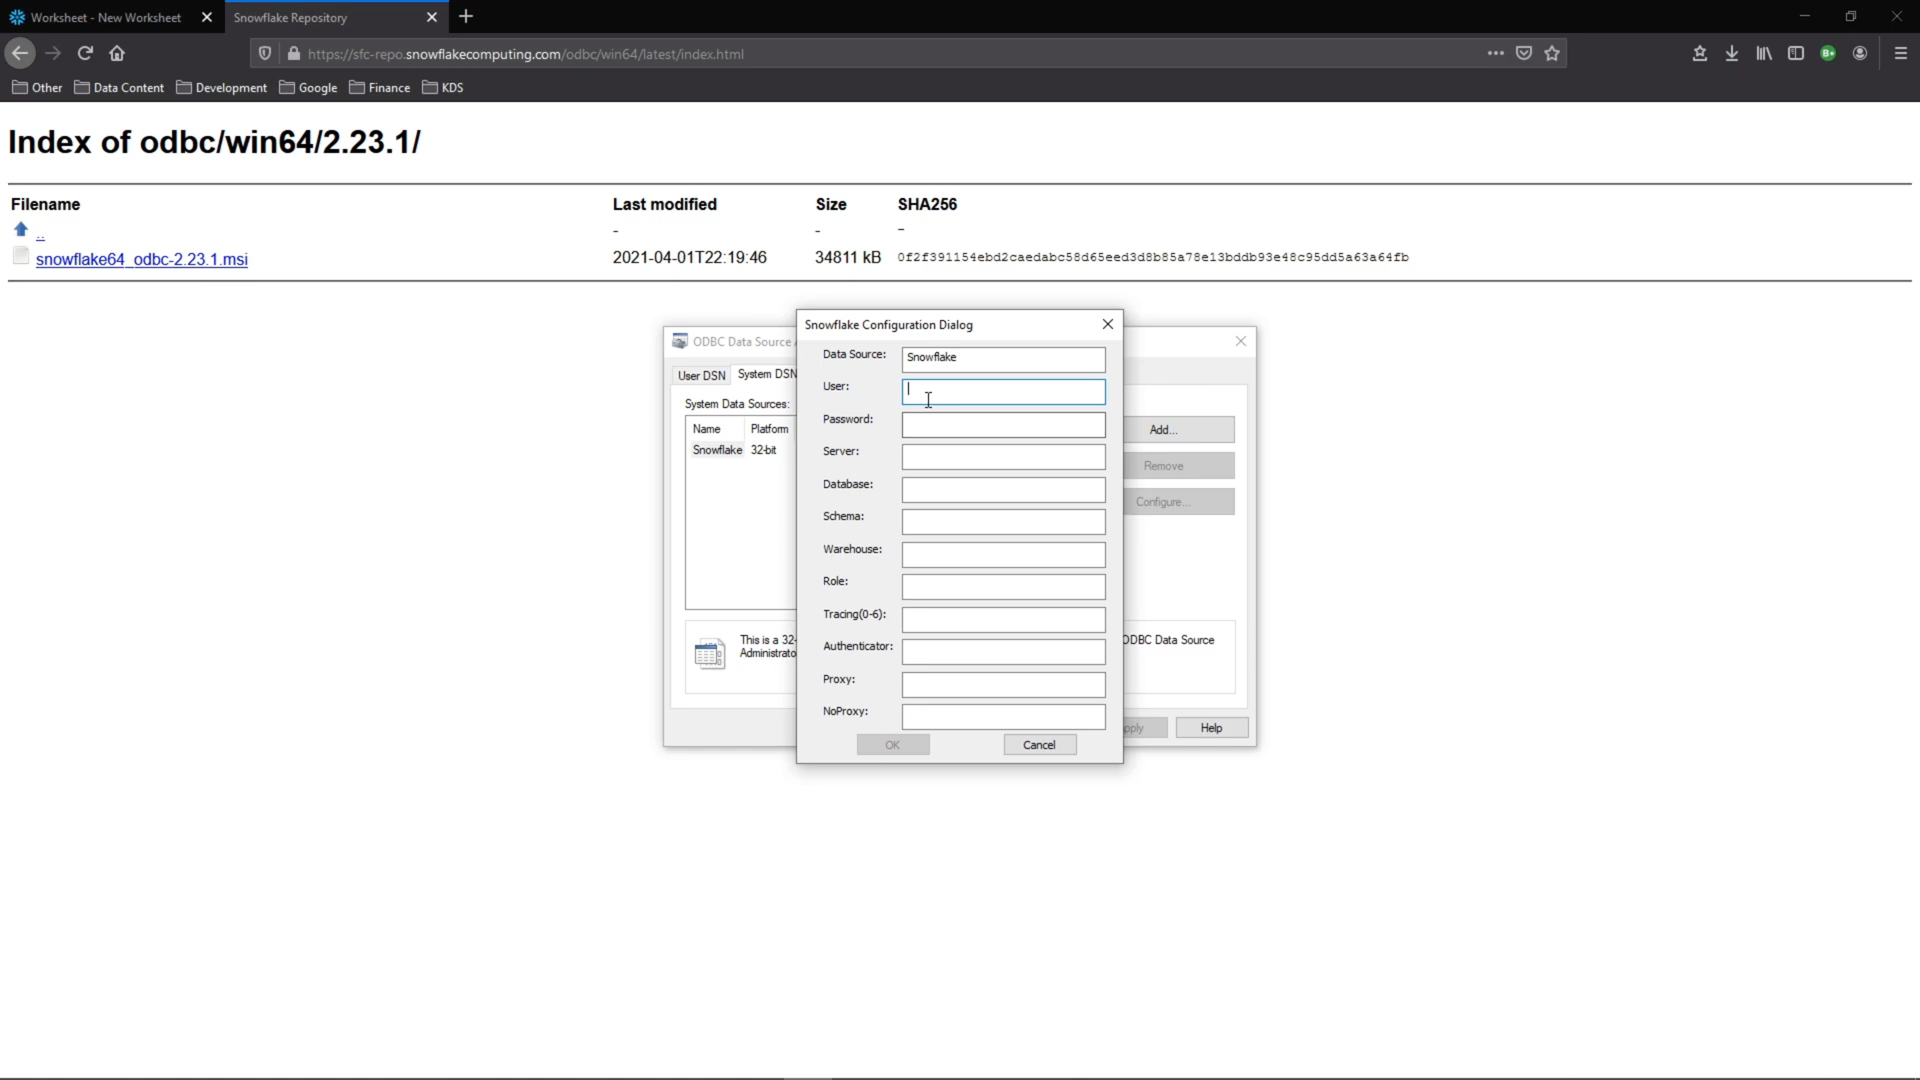 Worksheet - New Worksheet
Snowflake Repository
https://sfc-repo.snowflakecomputing.com/odbc/win64/latest/index.html
Other
Data Content
Development
Google
Finance
KDS
Index of odbc/win64/2.23.1/
Filename Last modified Size SHA256
.. - - -
snowflake64_odbc-2.23.1.msi 2021-04-01T22:19:46 34811 kB 0f2f391154ebd2caedabc58d65eed3d8b85a78e13bddb93e48c95dd5a63a64fb
ODBC Data Source
User DSN
System DSN
System Data Sources:
Name Platform
Snowflake 32-bit
This is a 32-
Administrato
ODBC Data Source
Add...
Remove
Configure...
pply
Help
Snowflake Configuration Dialog
Data Source: Snowflake
User:
Password:
Server:
Database:
Schema:
Warehouse:
Role:
Tracing(0-6):
Authenticator:
Proxy:
NoProxy:
OK
Cancel